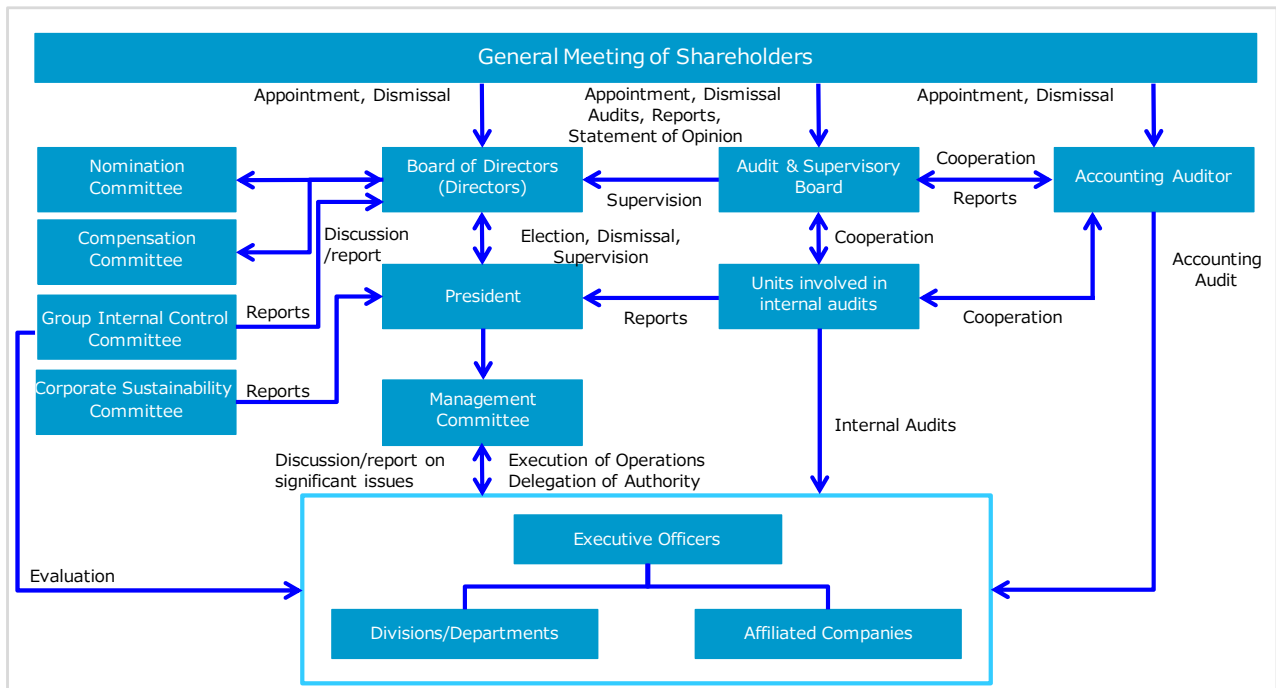 General Meeting of Shareholders
Appointment, Dismissal
Appointment, Dismissal
Audits, Reports,
Statement of Opinion
Appointment, Dismissal
Nomination
Committee
Board of Directors
(Directors)
Audit & Supervisory
Board
Cooperation
Reports
Accounting Auditor
Supervision
Compensation
Committee
Discussion
/report
Election, Dismissal,
Supervision
Cooperation
Accounting
Audit
Group Internal Control
Committee
Reports
President
Reports
Units involved in
internal audits
Cooperation
Corporate Sustainability
Committee
Reports
Management
Committee
Internal Audits
Discussion/report on
significant issues
Execution of Operations
Delegation of Authority
Executive Officers
Evaluation
Divisions/Departments
Affiliated Companies